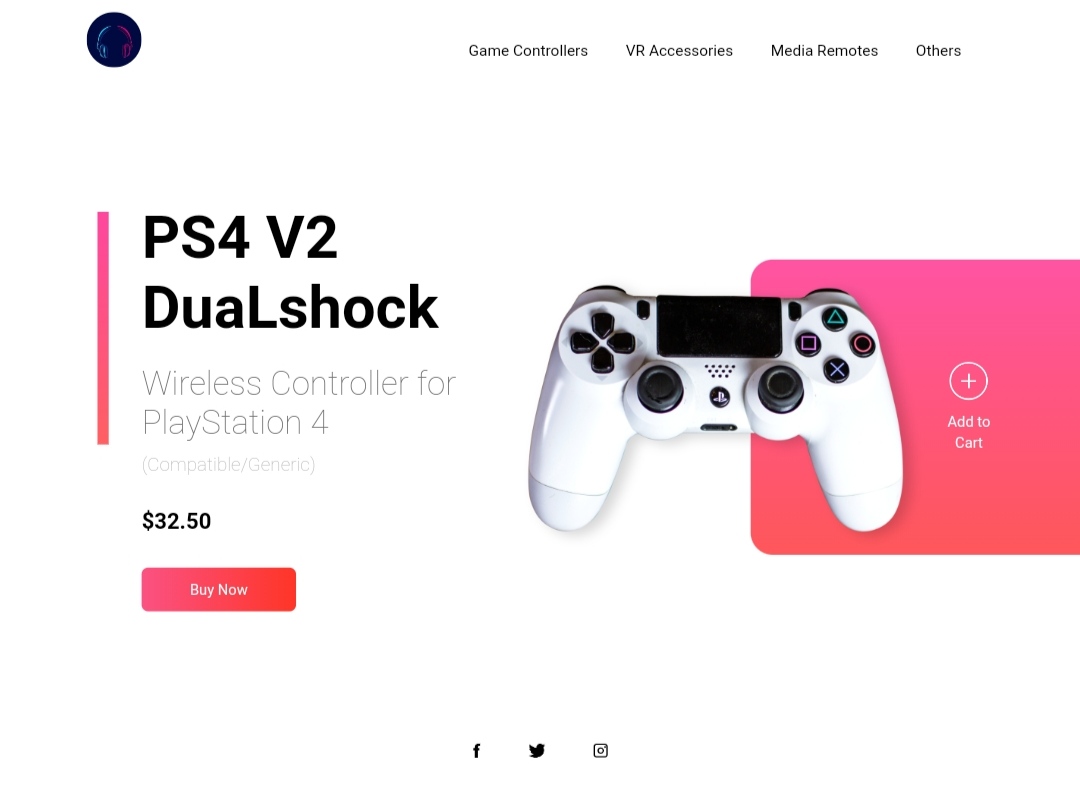 Game Controllers VR Accessories Media Remotes Others
PS4 V2
DuaLshock
Wireless Controller for
PlayStation 4
(Compatible/Generic)
$32.50
Buy Now
Add to
Cart